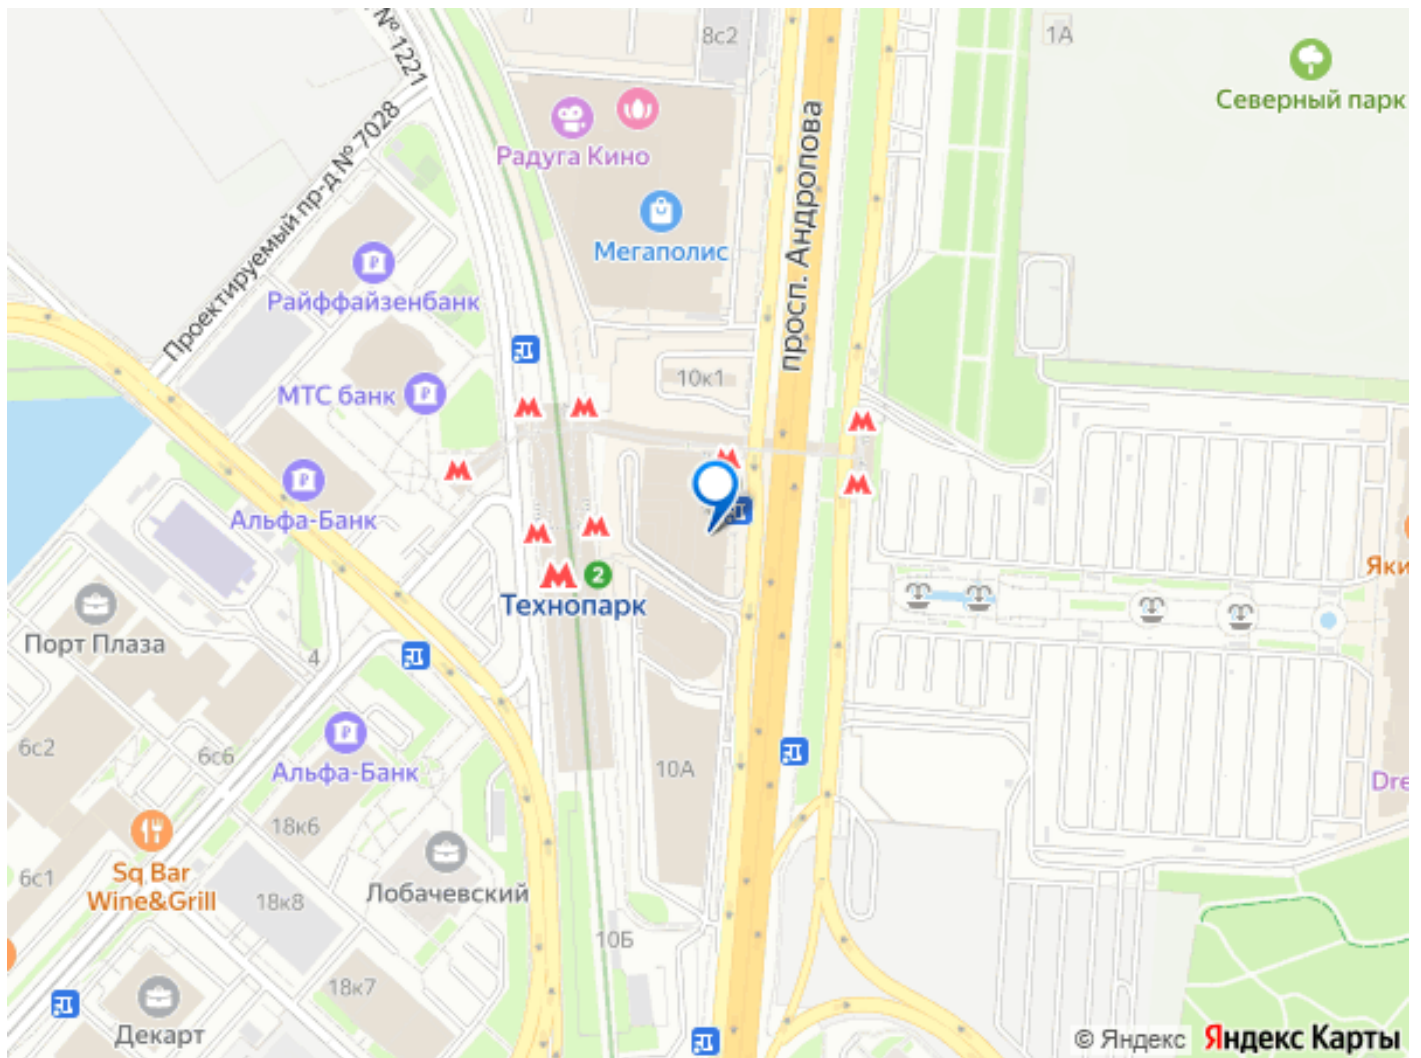 № 1221
8с2
1А
Северный парк
Проектируемый пр-д № 7028
Радуга Кино
Мегаполис
просп. Андропова
Райффайзенбанк
МТС банк
10к1
Альфа-Банк
2
Технопарк
Порт Плаза
4
6с2
6с6
Альфа-Банк
10А
18к6
Sq Bar
Wine&Grill
6с1
18к8
Лобачевский
10Б
18к7
Декарт
Яки
Dre
© Яндекс Яндекс Карты